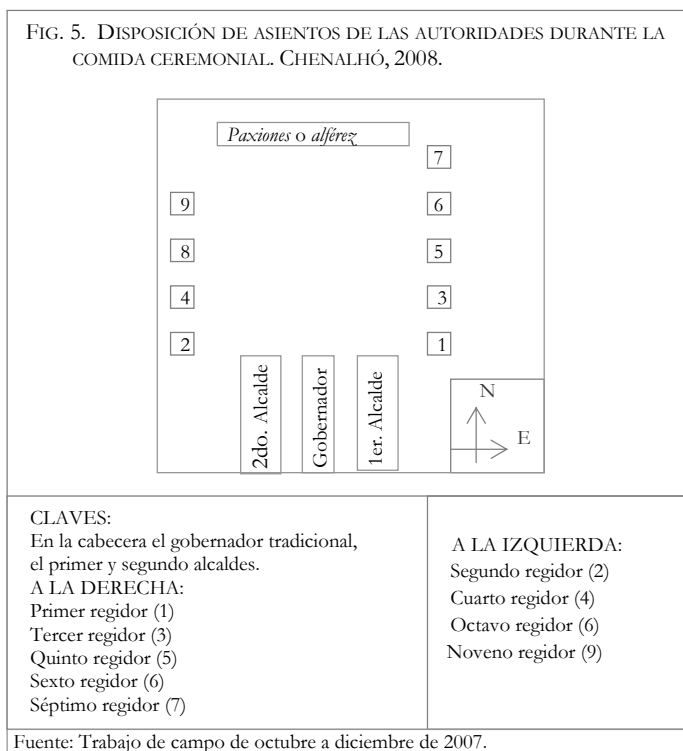 FIG. 5. DISPOSICIÓN DE ASIENTOS DE LAS AUTORIDADES DURANTE LA
COMIDA CEREMONIAL. CHENALHÓ, 2008.
Paxiones o alférez
7
9
6
8
5
4
3
2
1
2do. Alcalde
Gobernador
1er. Alcalde
N
E
CLAVES:
En la cabecera el gobernador tradicional,
el primer y segundo alcaldes.
A LA DERECHA:
Primer regidor (1)
Tercer regidor (3)
Quinto regidor (5)
Sexto regidor (6)
Séptimo regidor (7)
A LA IZQUIERDA:
Segundo regidor (2)
Cuarto regidor (4)
Octavo regidor (6)
Noveno regidor (9)
Fuente: Trabajo de campo de octubre a diciembre de 2007.